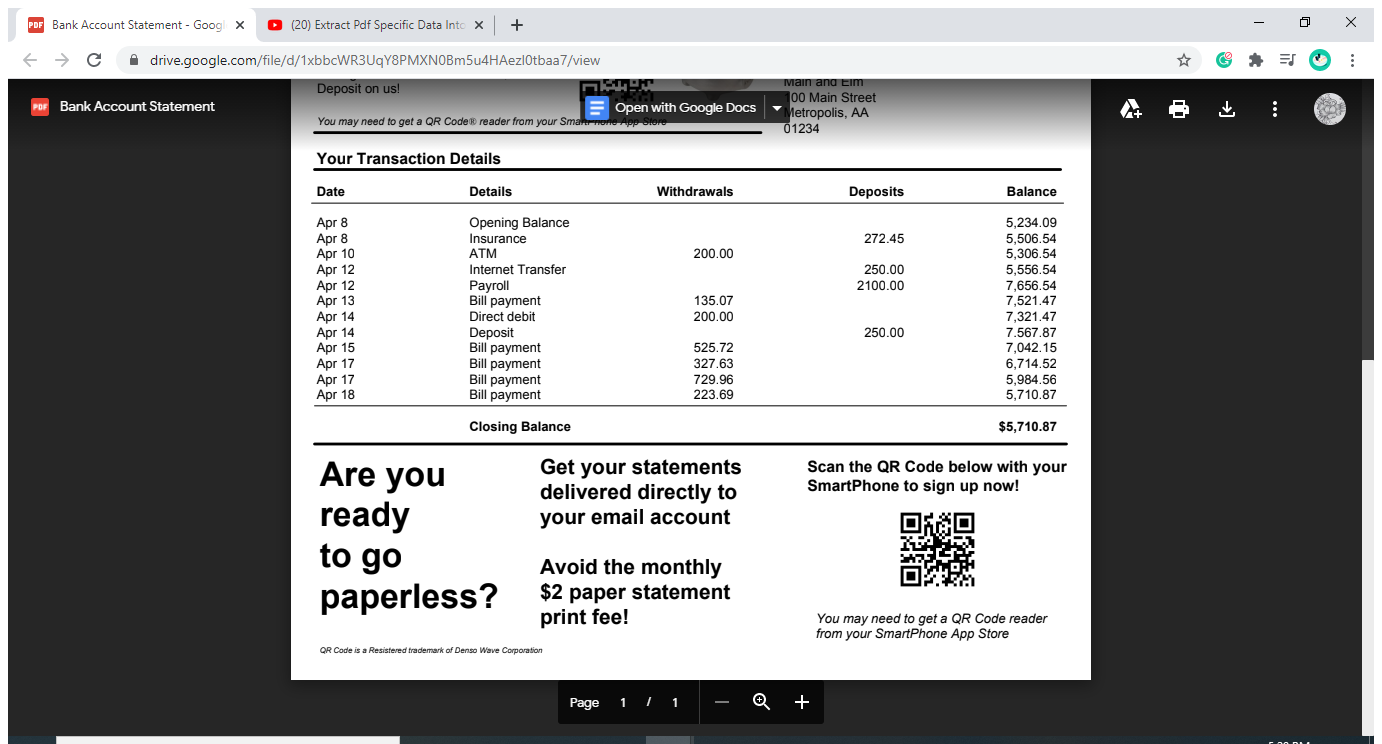 Bank Account Statement - Goog
(20) Extract Pdf Specific Data Into
drive.google.com/file/d/1xbbcWR3UqY8PMXN0Bm5u4HAezI0tbaa7/view
Bank Account Statement
Deposit on us!
Main and Elm
Open with Google Docs
100 Main Street
Metropolis, AA
You may need to get a QR Code® reader from your SmartPhone App Store
01234
Your Transaction Details
Date Details Withdrawals Deposits Balance
Apr 8 Opening Balance 5,234.09
Apr 8 Insurance 272.45 5,506.54
Apr 10 ATM 200.00 5,306.54
Apr 12 Internet Transfer 250.00 5,556.54
Apr 12 Payroll 2100.00 7,656.54
Apr 13 Bill payment 135.07 7,521.47
Apr 14 Direct debit 200.00 7,321.47
Apr 14 Deposit 250.00 7.567.87
Apr 15 Bill payment 525.72 7,042.15
Apr 17 Bill payment 327.63 6,714.52
Apr 17 Bill payment 729.96 5,984.56
Apr 18 Bill payment 223.69 5,710.87
Closing Balance $5,710.87
Are you
ready
to go
paperless?
Get your statements
delivered directly to
your email account
Avoid the monthly
$2 paper statement
print fee!
Scan the QR Code below with your
SmartPhone to sign up now!
You may need to get a QR Code reader
from your SmartPhone App Store
QR Code is a Resistered trademark of Denso Wave Corporation
Page 1 / 1